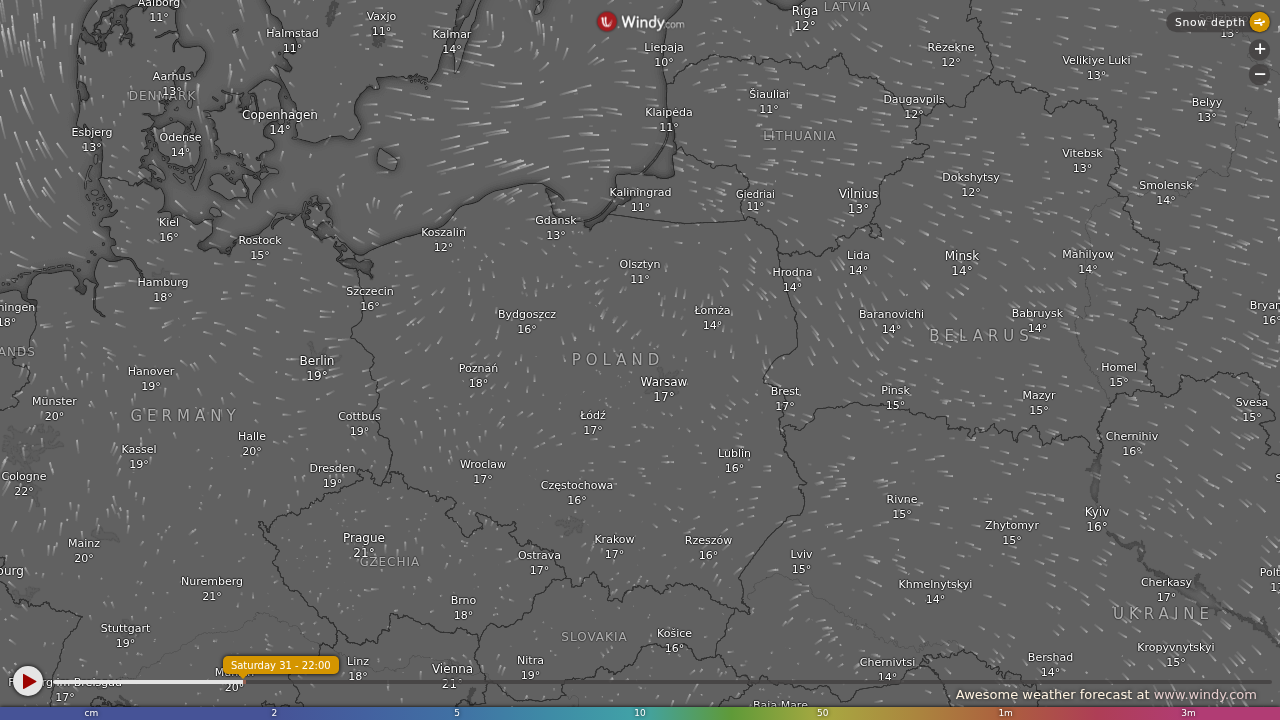 Aalborg
11°
Vaxjo
11°
Halmstad
11°
Kalmar
14°
Windy.com
Riga
12°
LATVIA
Snow depth
+
−
Liepaja
10°
Rēzekne
12°
Velikiye Luki
13°
Aarhus
13°
DENMARK
Šiauliai
11°
Daugavpils
12°
Belyy
13°
Copenhagen
14°
Klaipėda
11°
LITHUANIA
Esbjerg
13°
Odense
14°
Vitebsk
13°
Dokshytsy
12°
Smolensk
14°
Kaliningrad
11°
Giedriai
11°
Vilnius
13°
Kiel
16°
Gdansk
13°
Koszalin
12°
Rostock
15°
Lida
14°
Minsk
14°
Mahilyow
14°
Olsztyn
11°
Hrodna
14°
Hamburg
18°
Szczecin
16°
Bydgoszcz
16°
Łomża
14°
Baranovichi
14°
Babruysk
14°
18°
16°
BELARUS
POLAND
Berlin
19°
Hanover
19°
Poznań
18°
Warsaw
17°
Homel
15°
Brest
17°
Pinsk
15°
Mazyr
15°
Svesa
15°
Münster
20°
GERMANY
Cottbus
19°
Łódź
17°
Halle
20°
Chernihiv
16°
Kassel
19°
Lublin
16°
Dresden
19°
Wroclaw
17°
Cologne
22°
Częstochowa
16°
Rivne
15°
Kyiv
16°
Zhytomyr
15°
Prague
21°
CZECHIA
Mainz
20°
Krakow
17°
Rzeszów
16°
Ostrava
17°
Lviv
15°
Nuremberg
21°
Khmelnytskyi
14°
Cherkasy
17°
Brno
18°
UKRAINE
Stuttgart
19°
SLOVAKIA
Košice
16°
Kropyvnytskyi
15°
Saturday 31 - 22:00
Linz
18°
Vienna
21°
Nitra
19°
Chernivtsi
14°
Bershad
14°
20°
17°
Awesome weather forecast at www.windy.com
Baia Mare
cm 2 5 10 50 1m 3m